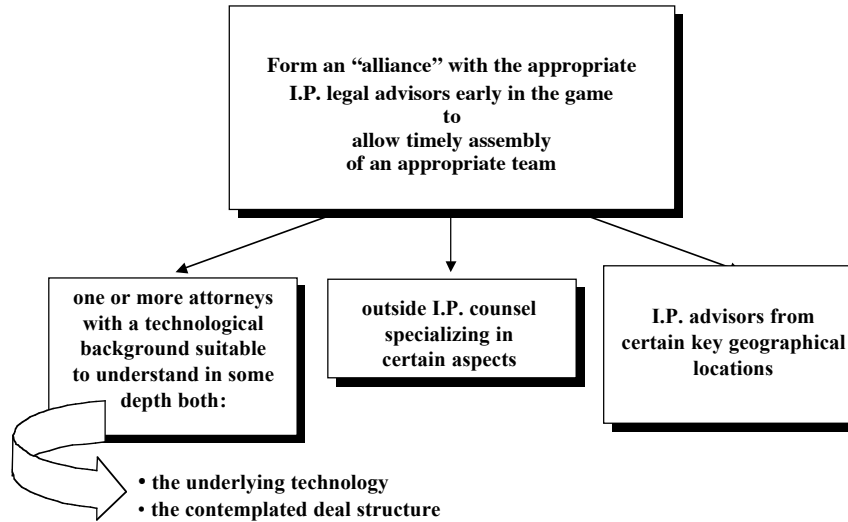 Form an “alliance” with the appropriate
I.P. legal advisors early in the game
to
allow timely assembly
of an appropriate team
one or more attorneys
with a technological
background suitable
to understand in some
depth both:
outside I.P. counsel
specializing in
certain aspects
I.P. advisors from
certain key geographical
locations
• the underlying technology
• the contemplated deal structure